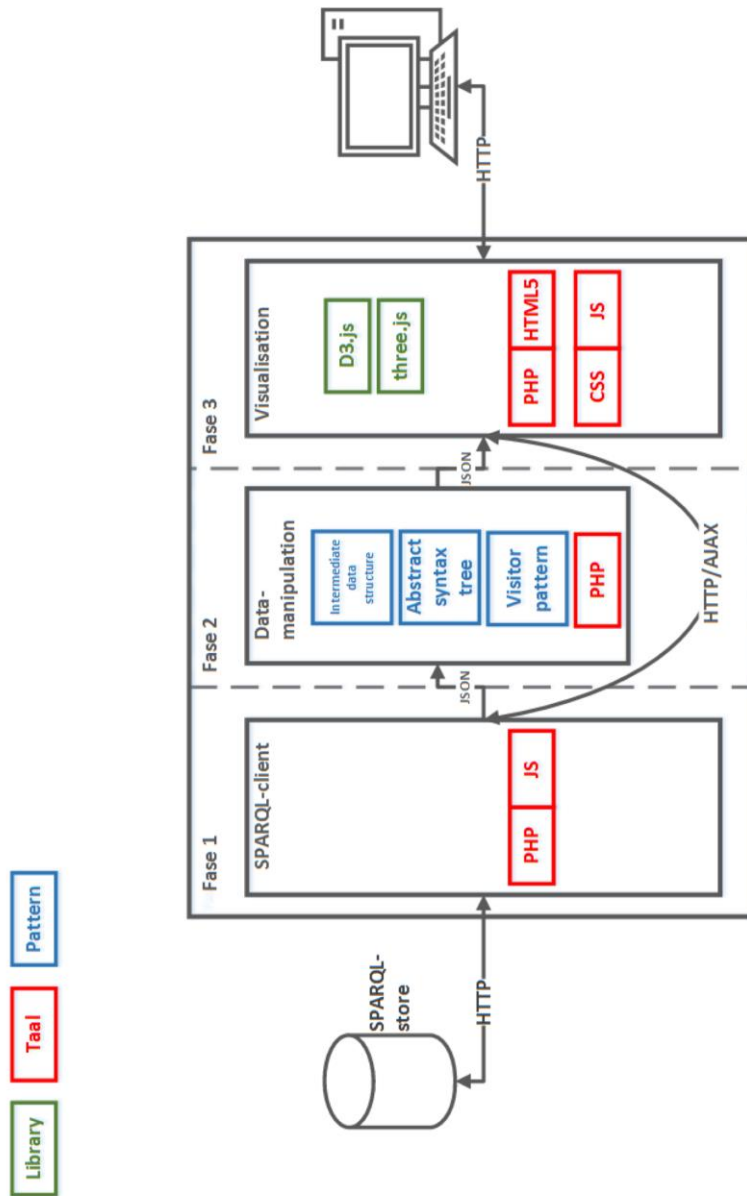 Library
Taal
Pattern
SPARQL-
store
HTTP
Fase 1
SPARQL-client
PHP
JS
JSON
Fase 2
Data-
manipulation
Intermediate
data
structure
Abstract
syntax
tree
Visitor
pattern
PHP
JSON
HTTP/AJAX
Fase 3
Visualisation
D3.js
three.js
PHP
HTML5
CSS
JS
HTTP